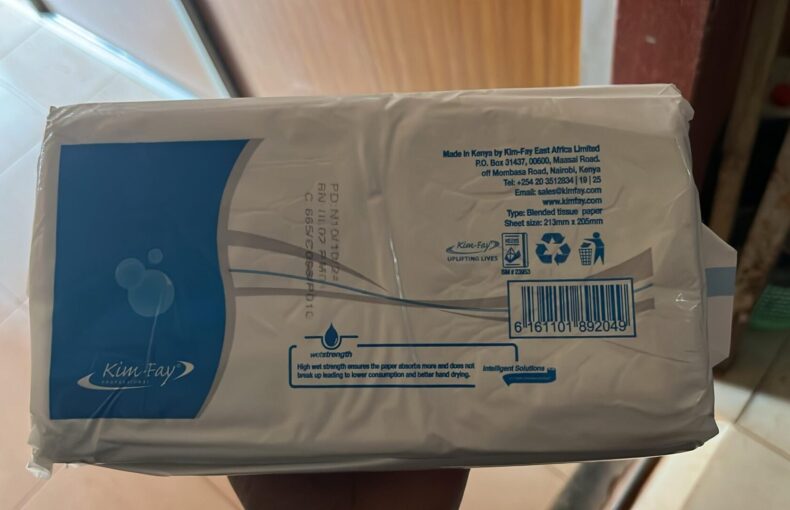 Kim-Fay
PROFESSIONAL
Made in Kenya by Kim-Fay East Africa Limited
P.O. Box 31437, 00600, Maasai Road.
off Mombasa Road, Nairobi, Kenya
Tel: +254 20 3512834 | 19 | 25
Email: sales@kimfay.com
www.kimfay.com
Type: Blended tissue paper
Sheet size: 213mm x 205mm
Kim-Fay
UPLIFTING LIVES
SM # 23953
6 161101 892049
wetstrength
High wet strength ensures the paper absorbs more and does not
break up leading to lower consumption and better hand drying.
Intelligent Solutions